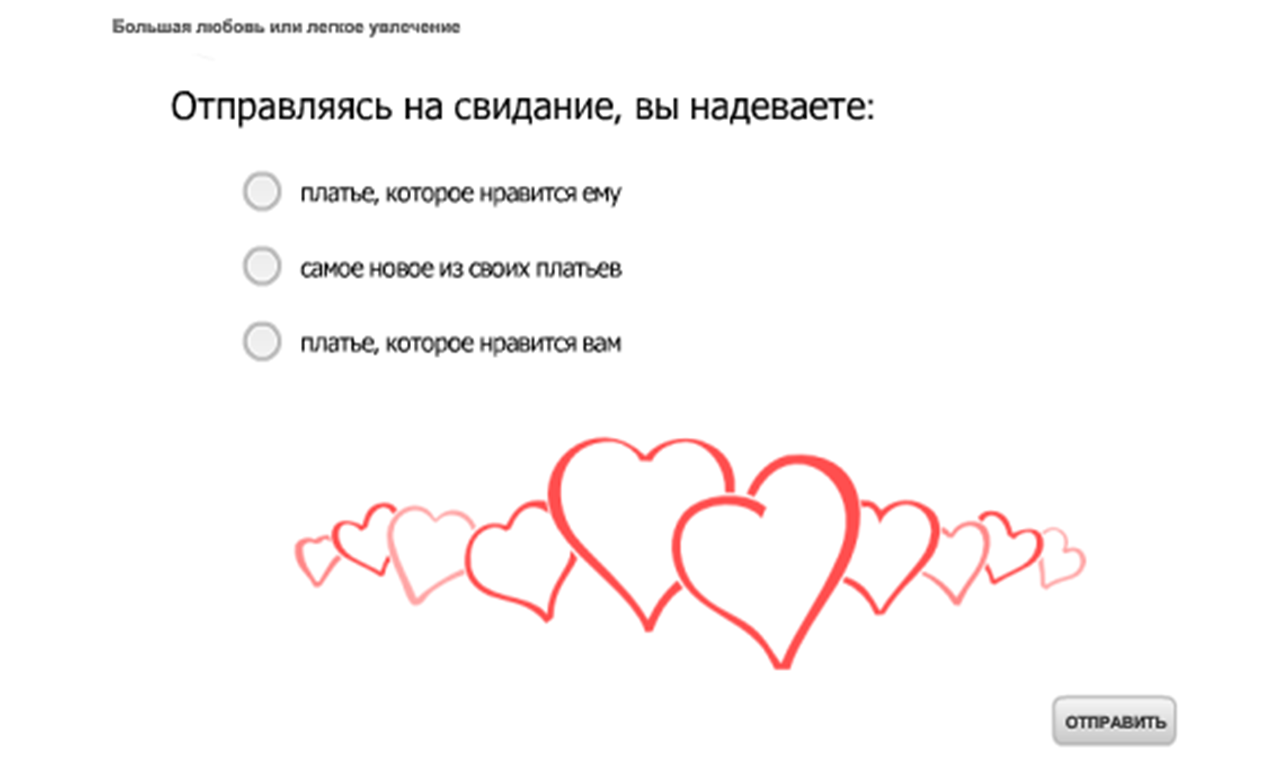 Большая любовь или легкое увлечение
Отправляясь на свидание, вы надеваете:
платье, которое нравится ему
самое новое из своих платьев
платье, которое нравится вам
ОТПРАВИТЬ